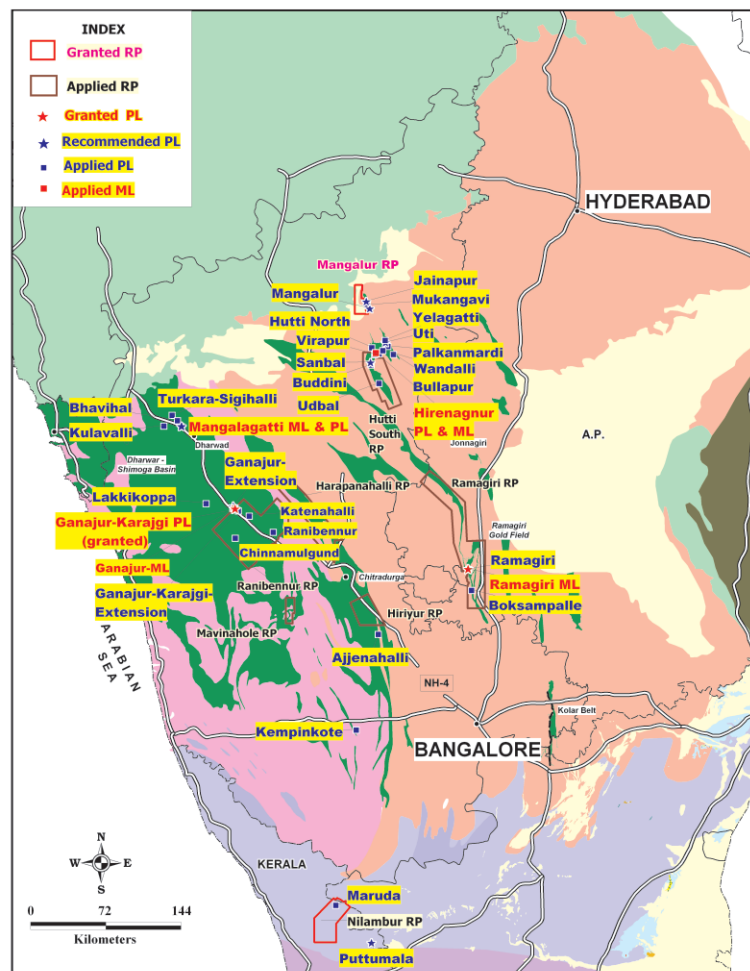 INDEX
Granted RP
Applied RP
Granted PL
Recommended PL
Applied PL
Applied ML
HYDERABAD
Mangalur RP
Mangalur
Jainapur
Mukangavi
Hutti North
Yelagatti
Virapur
Uti
Sanbal
Palkanmardi
Buddini
Wandalli
Udbal
Bullapur
Hirenagnur
PL & ML
Hutti
South
RP
Jonnagiri
A.P.
Bhavihal
Turkara-Sigihalli
Kulavalli
Mangalagatti ML & PL
Dharwad
Dharwar -
Shimoga Basin
Ganajur-
Extension
Harapanahalli RP
Ramagiri RP
Lakkikoppa
Katenahalli
Ganajur-Karajgi PL
(granted)
Ranibennur
Chinnamulgund
Ramagiri
Gold Field
Ganajur-ML
Ramagiri
Ranibennur RP
Chitradurga
Ramagiri ML
Ganajur-Karajgi-
Extension
Hiriyur RP
Boksampalle
Mavinahole RP
ARABIAN
SEA
Ajjenahalli
NH-4
Kolar Belt
Kempinkote
BANGALORE
N
W E
S
KERALA
Maruda
0 72 144
Kilometers
Nilambur RP
Puttumala